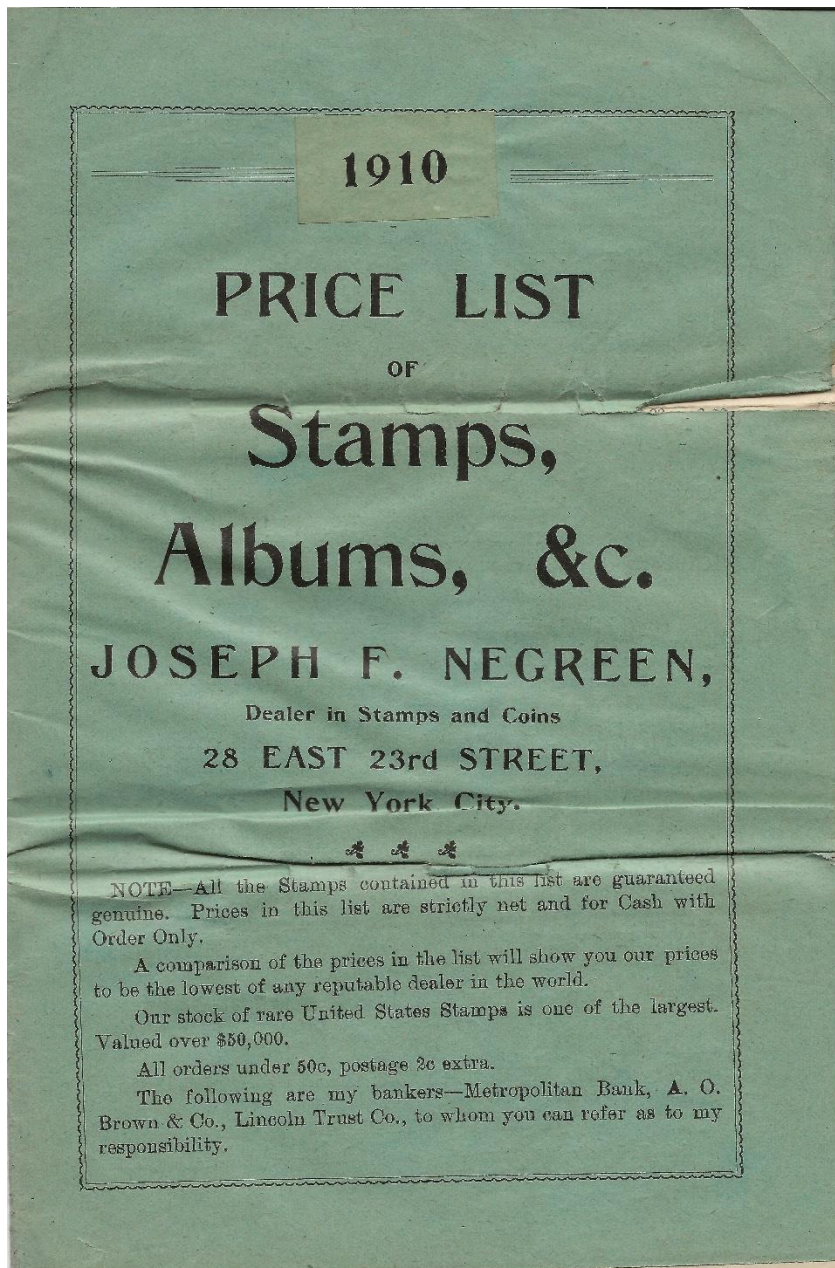 1910
PRICE LIST
OF
Stamps,
Albums, &c.
JOSEPH F. NEGREEN,
Dealer in Stamps and Coins
28 EAST 23rd STREET,
New York City.
NOTE—All the Stamps contained in this list are guaranteed
genuine. Prices in this list are strictly net and for Cash with
Order Only.
A comparison of the prices in the list will show you our prices
to be the lowest of any reputable dealer in the world.
Our stock of rare United States Stamps is one of the largest.
Valued over $50,000.
All orders under 50c, postage 2c extra.
The following are my bankers—Metropolitan Bank, A. O.
Brown & Co., Lincoln Trust Co., to whom you can refer as to my
responsibility.